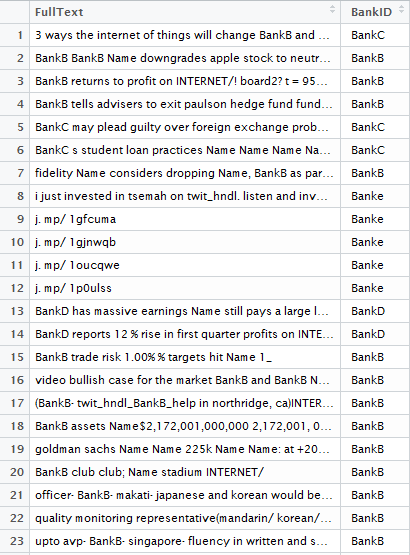 FullText BankID
1 3 ways the internet of things will change BankB and ... BankC
2 BankB BankB Name downgrades apple stock to neutr... BankB
3 BankB returns to profit on INTERNET/! board2? t = 95... BankB
4 BankB tells advisers to exit paulson hedge fund fund... BankB
5 BankC may plead guilty over foreign exchange prob... BankC
6 BankC s student loan practices Name Name Name Na... BankC
7 fidelity Name considers dropping Name, BankB as par... BankB
8 i just invested in tsemah on twit_hndl. listen and inv... Banke
9 j. mp/ 1gfcuma Banke
10 j. mp/ 1gjnwqb Banke
11 j. mp/ 1oucqwe Banke
12 j. mp/ 1p0ulss Banke
13 BankD has massive earnings Name still pays a large l... BankD
14 BankD reports 12 % rise in first quarter profits on INTE... BankD
15 BankB trade risk 1.00% % targets hit Name 1_ BankB
16 video bullish case for the market BankB and BankB N... BankB
17 (BankB- twit_hndl_BankB_help in northridge, ca)INTER... BankB
18 BankB assets Name$2,172,001,000,000 2,172,001, 0... BankB
19 goldman sachs Name Name 225k Name Name: at +20... BankB
20 BankB club club; Name stadium INTERNET/ BankB
21 officer- BankB- makati- japanese and korean would be... BankB
22 quality monitoring representative(mandarin/ korean/... BankB
23 upto avp- BankB- singapore- fluency in written and s... BankB